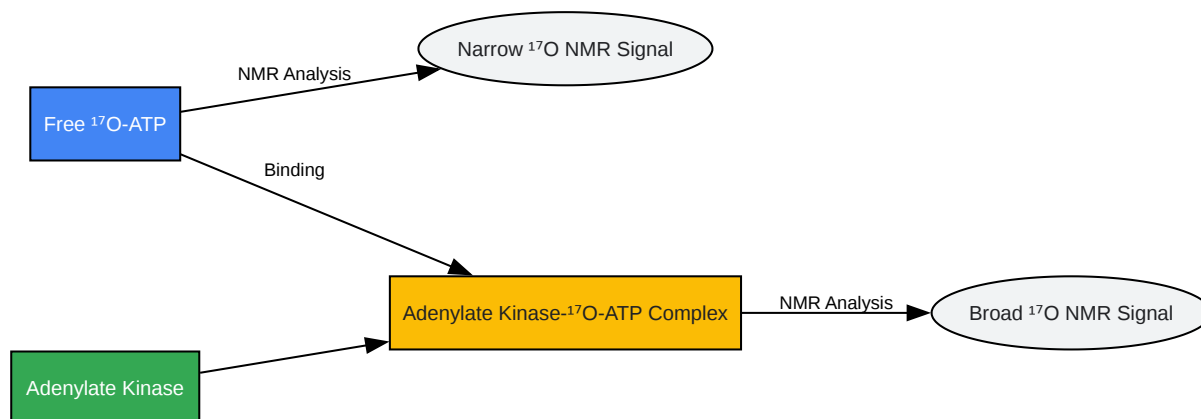 Narrow ¹⁷O NMR Signal
NMR Analysis
Free ¹⁷O-ATP
Binding
Adenylate Kinase-¹⁷O-ATP Complex
NMR Analysis
Broad ¹⁷O NMR Signal
Adenylate Kinase